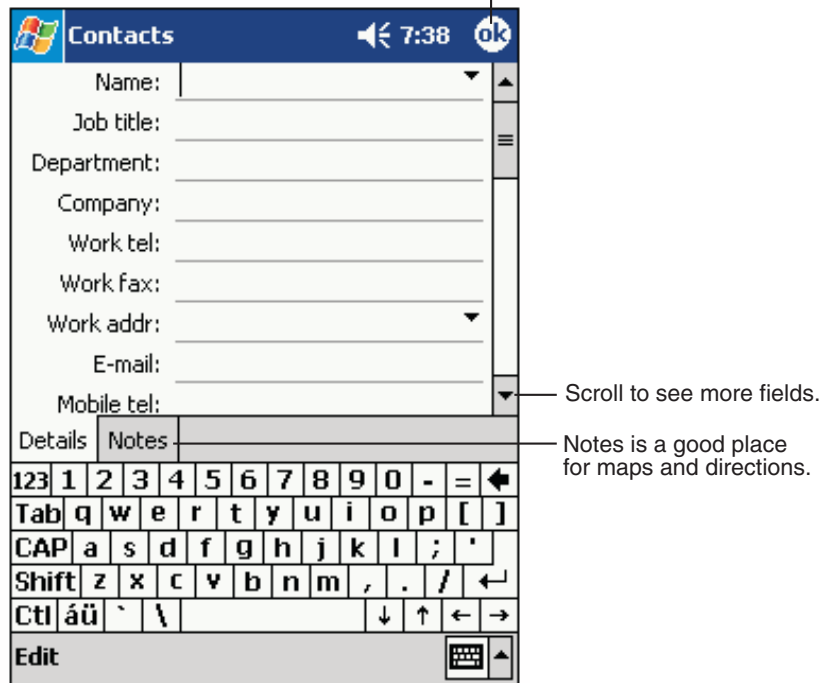 Contacts 7:38 ok
Name:
Job title:
Department:
Company:
Work tel:
Work fax:
Work addr:
E-mail:
Mobile tel:
Scroll to see more fields.
Details Notes
Notes is a good place
for maps and directions.
123 1 2 3 4 5 6 7 8 9 0 - =
Tab q w e r t y u i o p [ ]
CAP a s d f g h j k l ; '
Shift z x c v b n m , . /
Ctl áü ` \ ↓ ↑ ← →
Edit